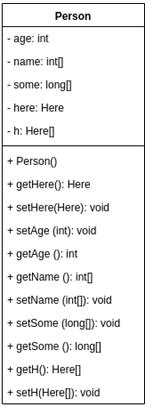 Person
- age: int
- name: int[]
- some: long[]
- here: Here
- h: Here[]
+ Person()
+ getHere(): Here
+ setHere(Here): void
+ setAge (int): void
+ getAge (): int
+ getName (): int[]
+ setName (int[]): void
+ setSome (long[]): void
+ getSome (): long[]
+ getH(): Here[]
+ setH(Here[]): void